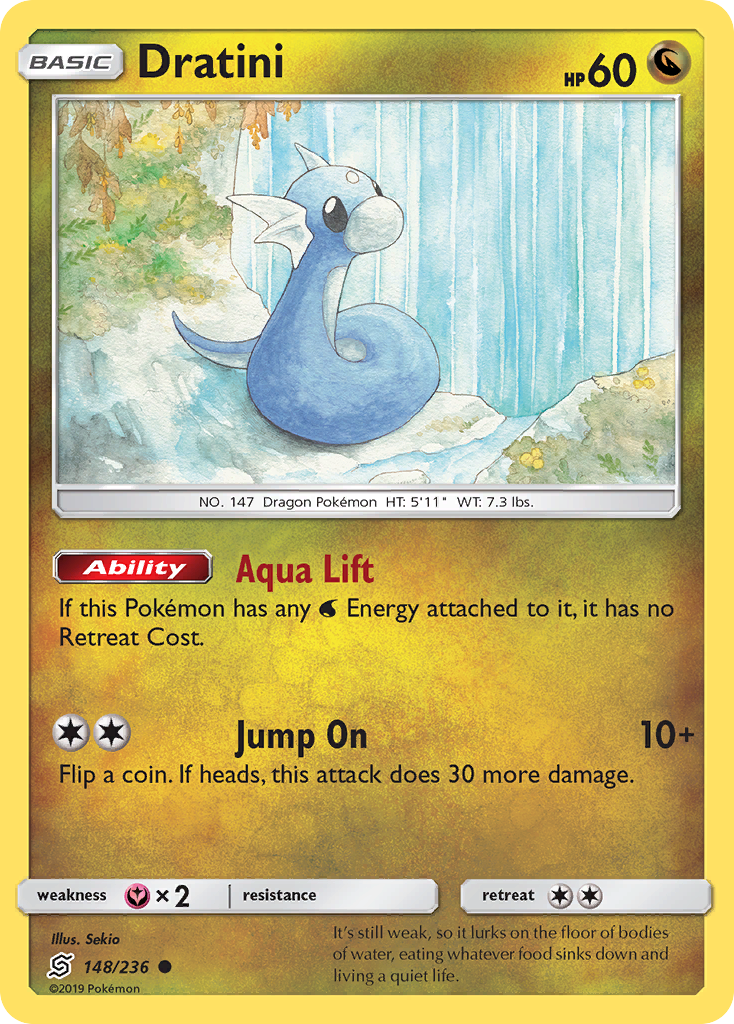 BASIC Dratini HP60
NO. 147 Dragon Pokémon HT: 5'11" WT: 7.3 lbs.
Ability Aqua Lift
If this Pokémon has any Energy attached to it, it has no
Retreat Cost.
Jump On 10+
Flip a coin. If heads, this attack does 30 more damage.
weakness ×2 resistance retreat
Illus. Sekio
148/236
©2019 Pokémon
It's still weak, so it lurks on the floor of bodies
of water, eating whatever food sinks down and
living a quiet life.